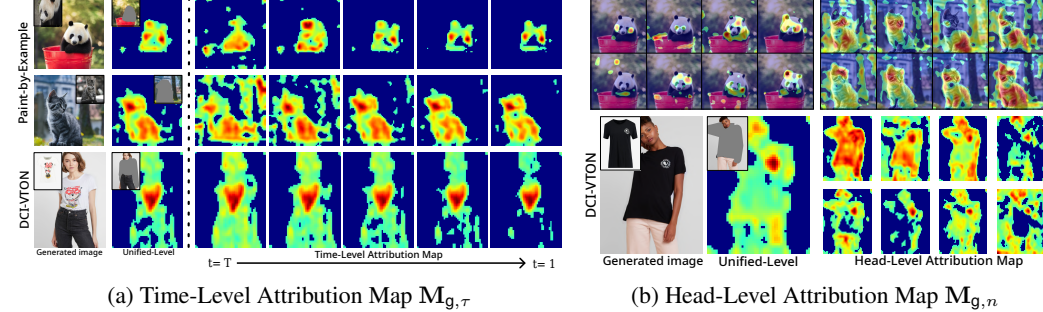 Paint-by-Example
DCI-VTON
Generated image
Unified-Level
Time-Level Attribution Map
t= T
t= 1
(a) Time-Level Attribution Map M_{g,τ}
DCI-VTON
Generated image
Unified-Level
Head-Level Attribution Map
(b) Head-Level Attribution Map M_{g,n}